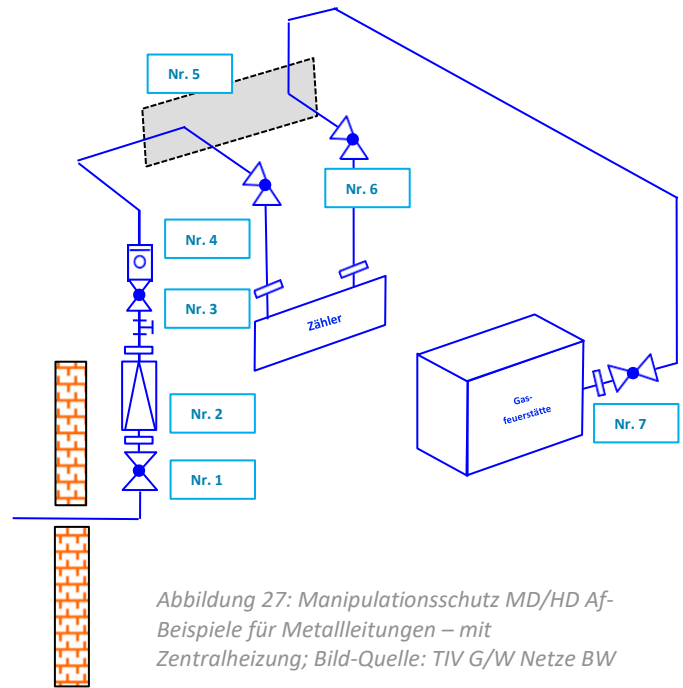 Nr. 5
Nr. 6
Nr. 4
Nr. 3
Zähler
Gas-
feuerstätte
Nr. 2
Nr. 7
Nr. 1
Abbildung 27: Manipulationsschutz MD/HD Af-
Beispiele für Metallleitungen – mit
Zentralheizung; Bild-Quelle: TIV G/W Netze BW